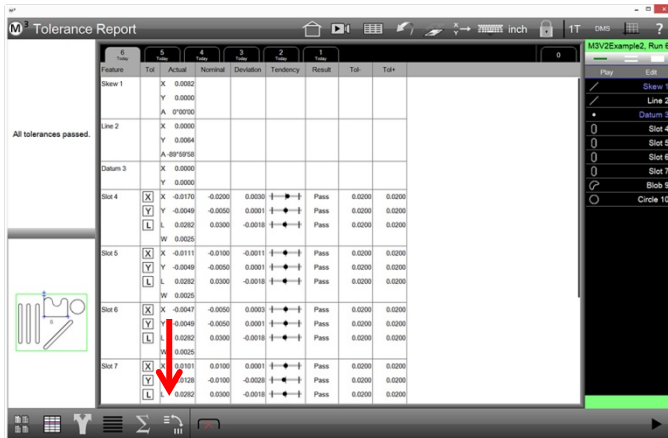 M³
M³ Tolerance Report
inch 1T DMS ?
6 Today 5 Today 4 Today 3 Today 2 Today 1 Today 0
M3V2Example2, Run 6
Feature Tol Actual Nominal Deviation Tendency Result Tol- Tol+
Play Edit
Skew 1 X 0.0082
Y 0.0000
A 0°00'00
Line 2 X 0.0000
Y 0.0064
A -89°59'58
Datum 3 X 0.0000
Y 0.0000
Slot 4 X X -0.0170 -0.0200 0.0030 Pass 0.0200 0.0200
Y Y -0.0049 -0.0050 0.0001 Pass 0.0200 0.0200
L L 0.0282 0.0300 -0.0018 Pass 0.0200 0.0200
W 0.0025
Slot 5 X X -0.0111 -0.0100 -0.0011 Pass 0.0200 0.0200
Y Y -0.0049 -0.0050 0.0001 Pass 0.0200 0.0200
L L 0.0282 0.0300 -0.0018 Pass 0.0200 0.0200
W 0.0025
Slot 6 X X -0.0047 -0.0050 0.0003 Pass 0.0200 0.0200
Y Y -0.0049 -0.0050 0.0001 Pass 0.0200 0.0200
L L 0.0282 0.0300 -0.0018 Pass 0.0200 0.0200
W 0.0025
Slot 7 X X 0.0101 0.0100 0.0001 Pass 0.0200 0.0200
Y -0.0100 -0.0028 Pass 0.0200 0.0200
L L 0.0282 0.0300 -0.0018 Pass 0.0200 0.0200
All tolerances passed.
Skew 1
Line 2
Datum 3
Slot 4
Slot 5
Slot 6
Slot 7
Blob 9
Circle 10